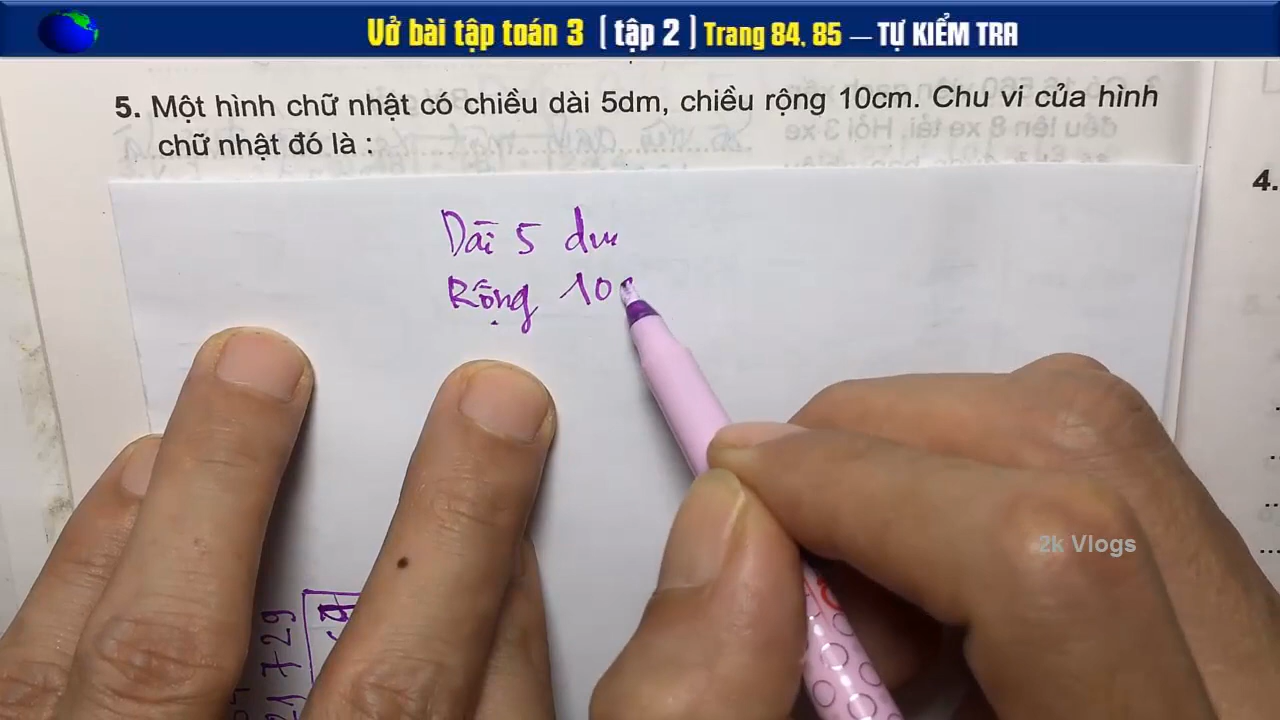 Vở bài tập toán 3 ( tập 2 ) Trang 84, 85 – TỰ KIỂM TRA
5. Một hình chữ nhật có chiều dài 5dm, chiều rộng 10cm. Chu vi của hình
chữ nhật đó là :
4.
Dài 5 dm
Rộng 10
2k Vlogs
729